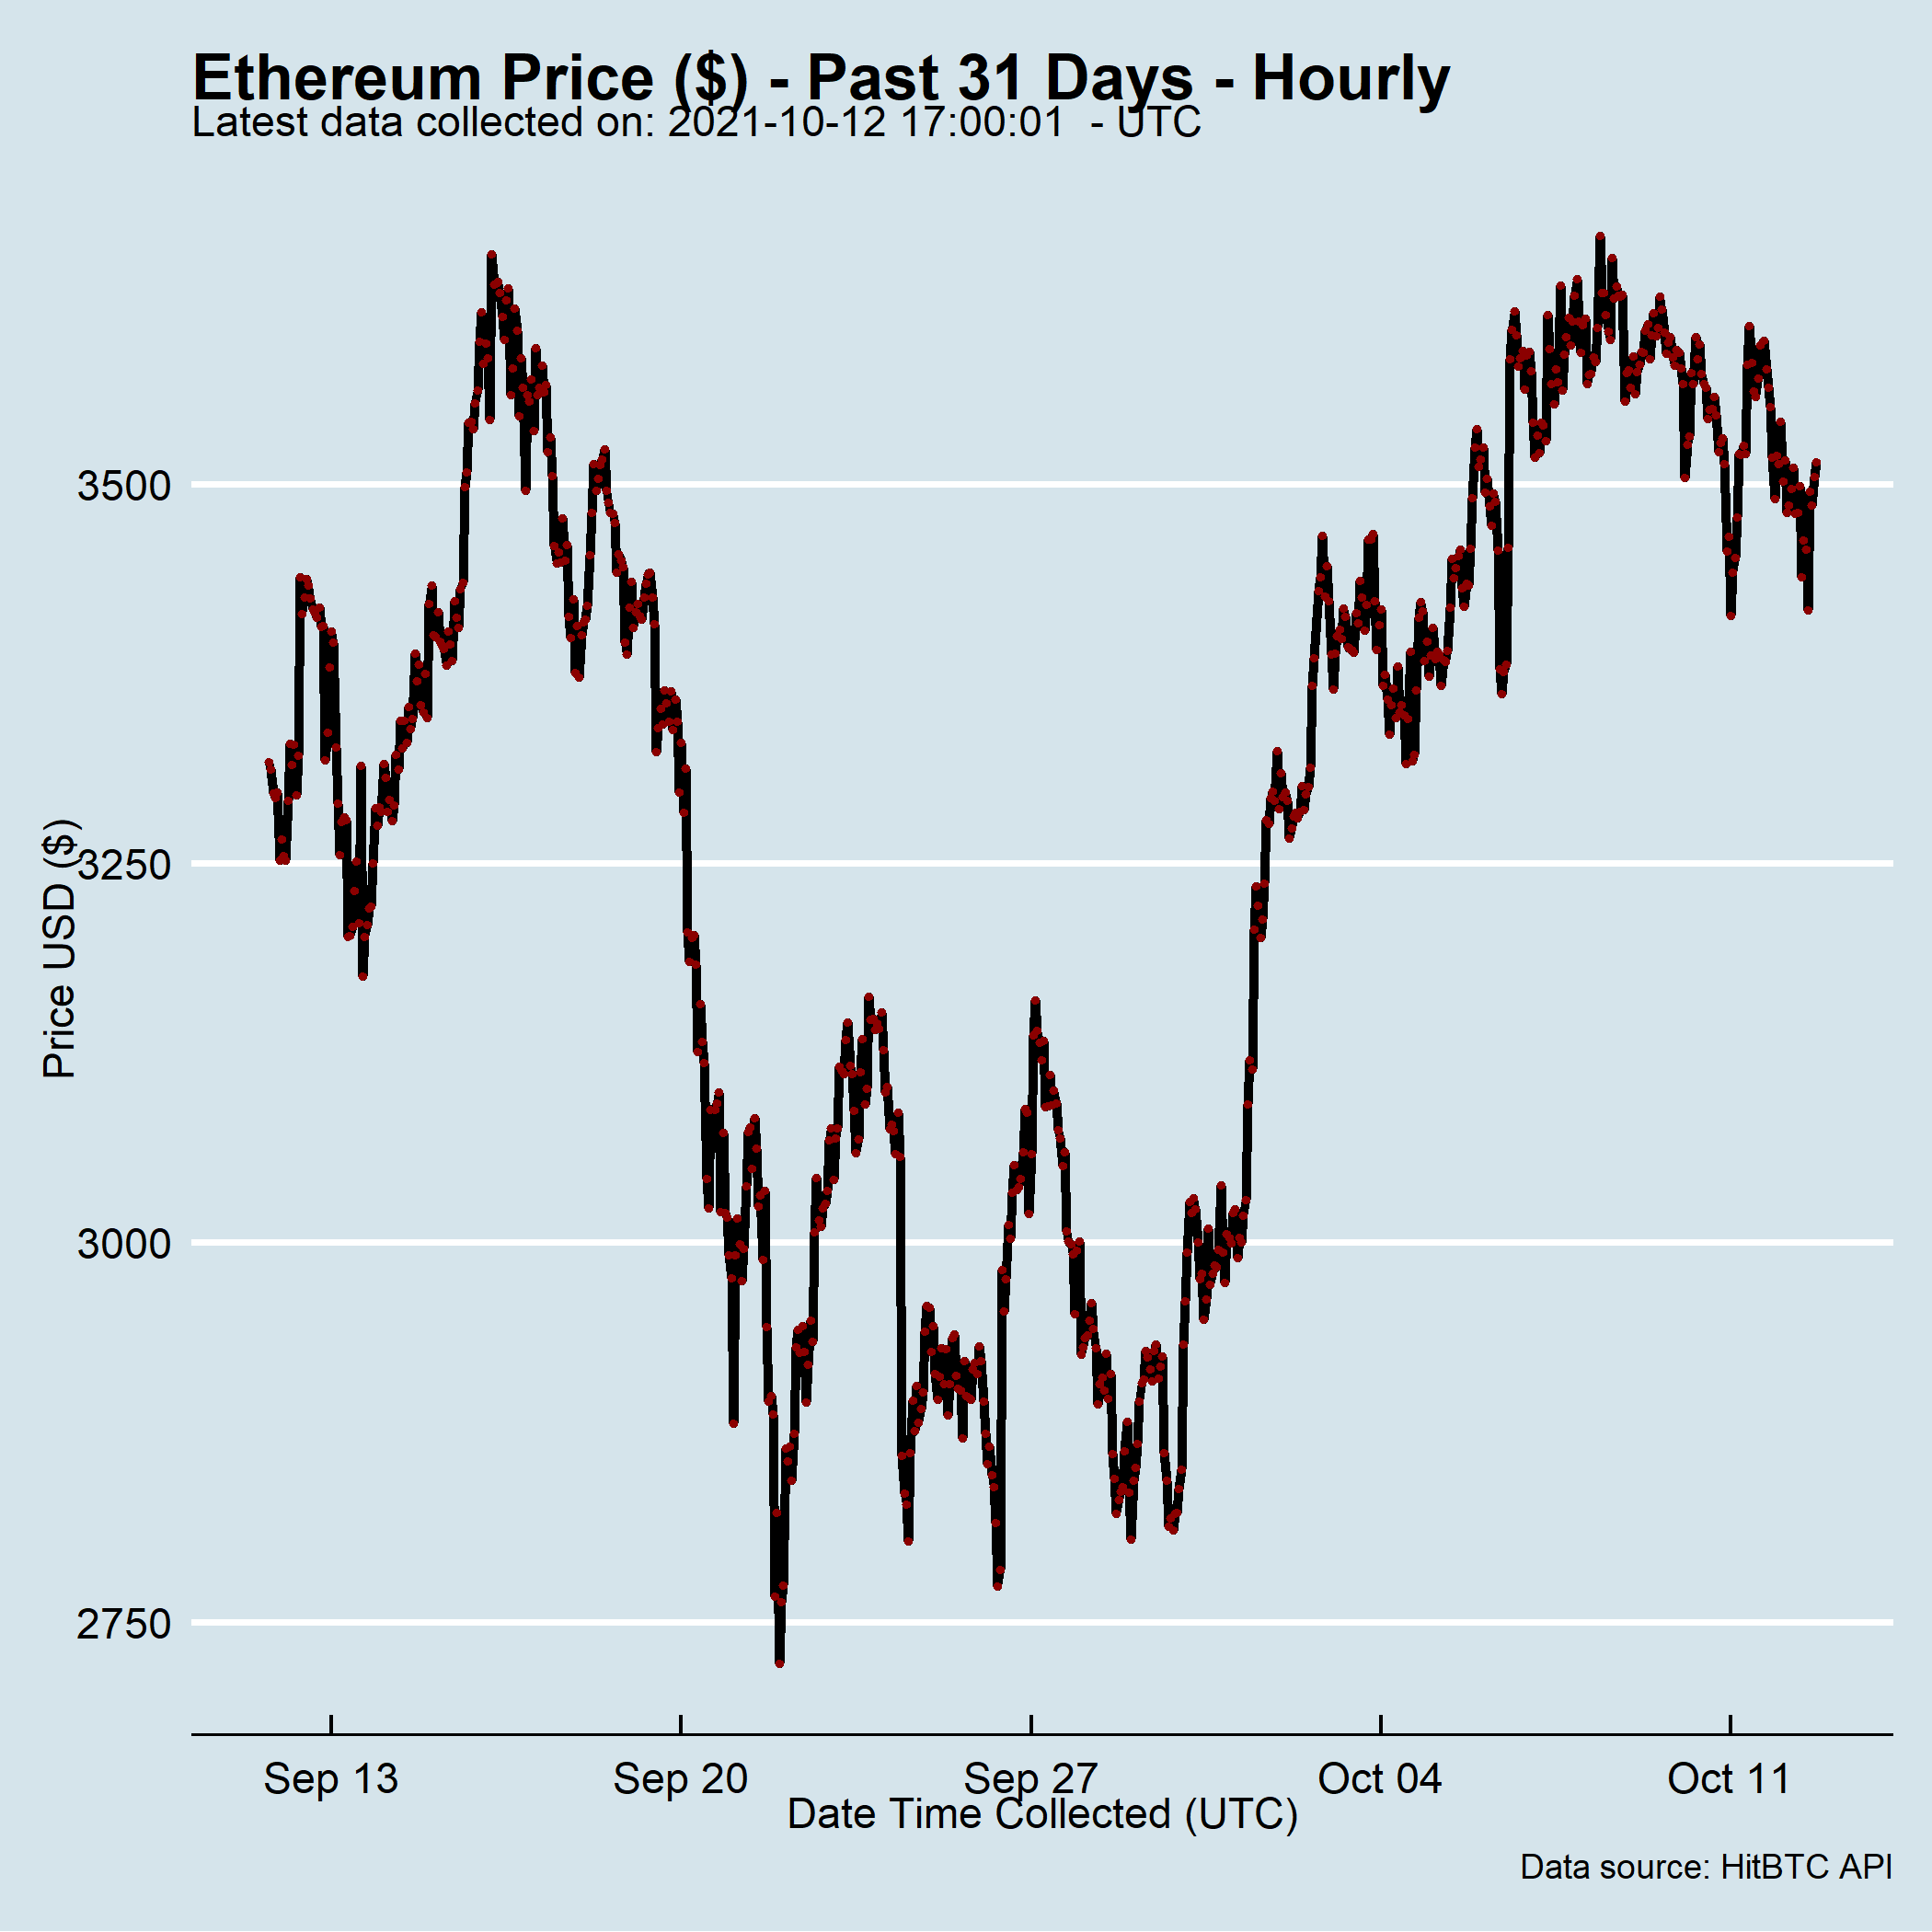 Ethereum Price ($) - Past 31 Days - Hourly
Latest data collected on: 2021-10-12 17:00:01  - UTC
3500
3250
3000
2750
Price USD ($)
Sep 13 Sep 20 Sep 27 Oct 04 Oct 11
Date Time Collected (UTC)
Data source: HitBTC API